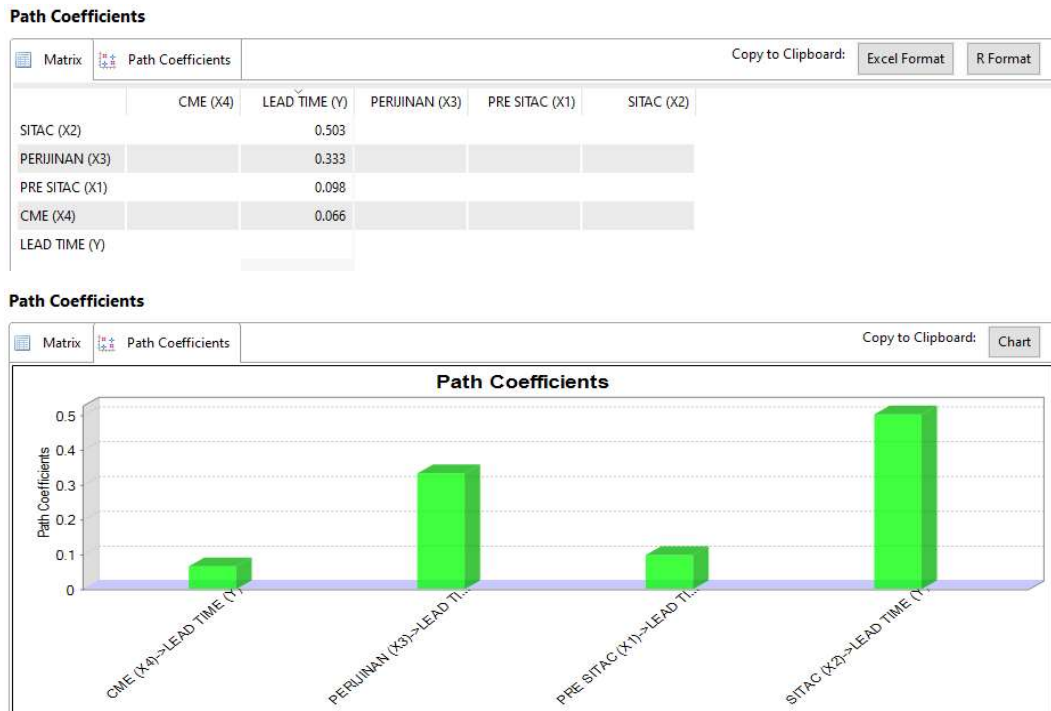 Path Coefficients
Matrix Path Coefficients Copy to Clipboard: Excel Format R Format
CME (X4) LEAD TIME (Y) PERIJINAN (X3) PRE SITAC (X1) SITAC (X2)
SITAC (X2) 0.503
PERIJINAN (X3) 0.333
PRE SITAC (X1) 0.098
CME (X4) 0.066
LEAD TIME (Y)
Path Coefficients
Matrix Path Coefficients Copy to Clipboard: Chart
Path Coefficients
Path Coefficients
0.5
0.4
0.3
0.2
0.1
0
CME (X4)->LEAD TIME (Y)
PERIJINAN (X3)->LEAD TI...
PRE SITAC (X1)->LEAD TI...
SITAC (X2)->LEAD TIME (Y)